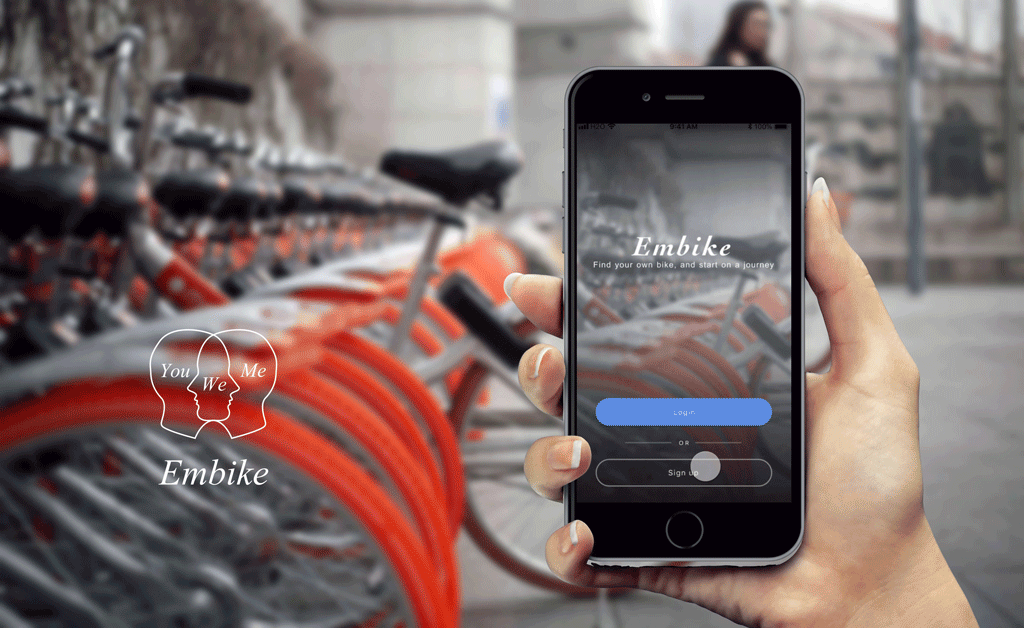 You We Me
Embike
H2O 9:41 AM 100%
Embike
Find your own bike, and start on a journey
Login
OR
Sign up